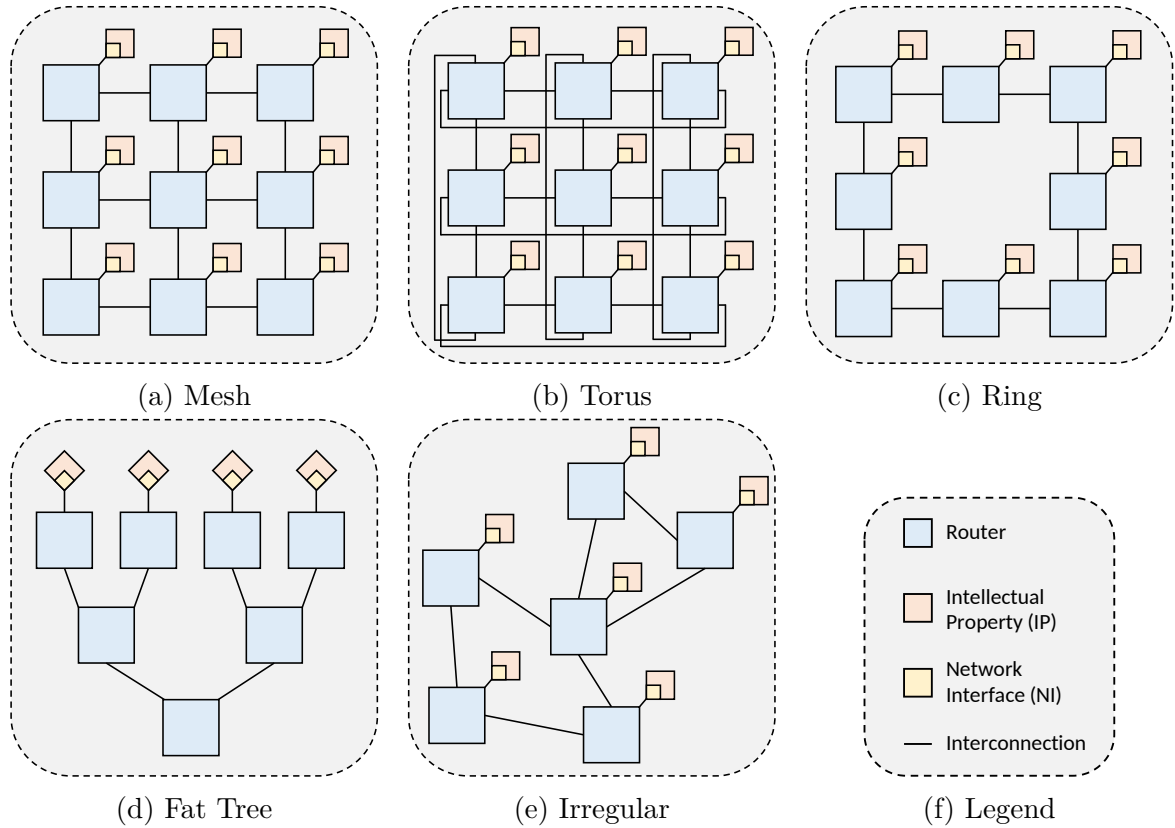 (a) Mesh
(b) Torus
(c) Ring
(d) Fat Tree
(e) Irregular
Router
Intellectual
Property (IP)
Network
Interface (NI)
Interconnection
(f) Legend